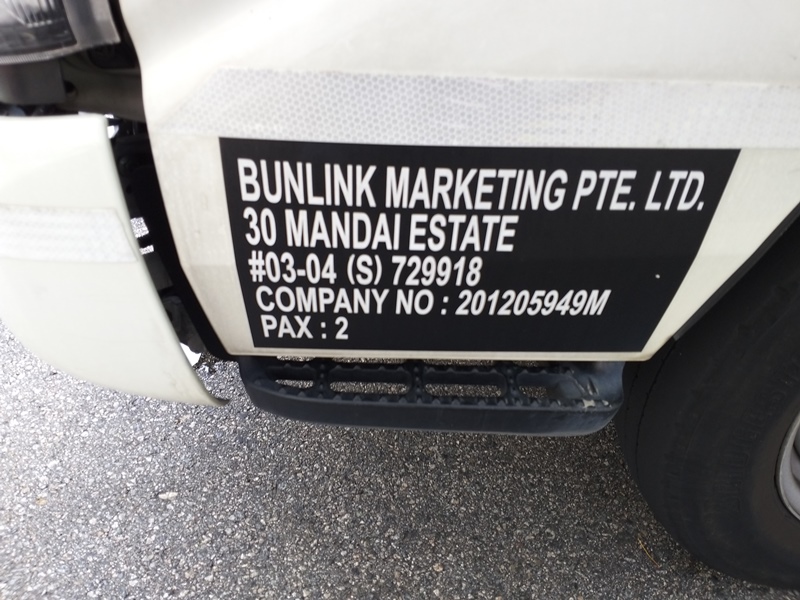 BUNLINK MARKETING PTE. LTD.
30 MANDAI ESTATE
#03-04 (S) 729918
COMPANY NO : 201205949M
PAX : 2